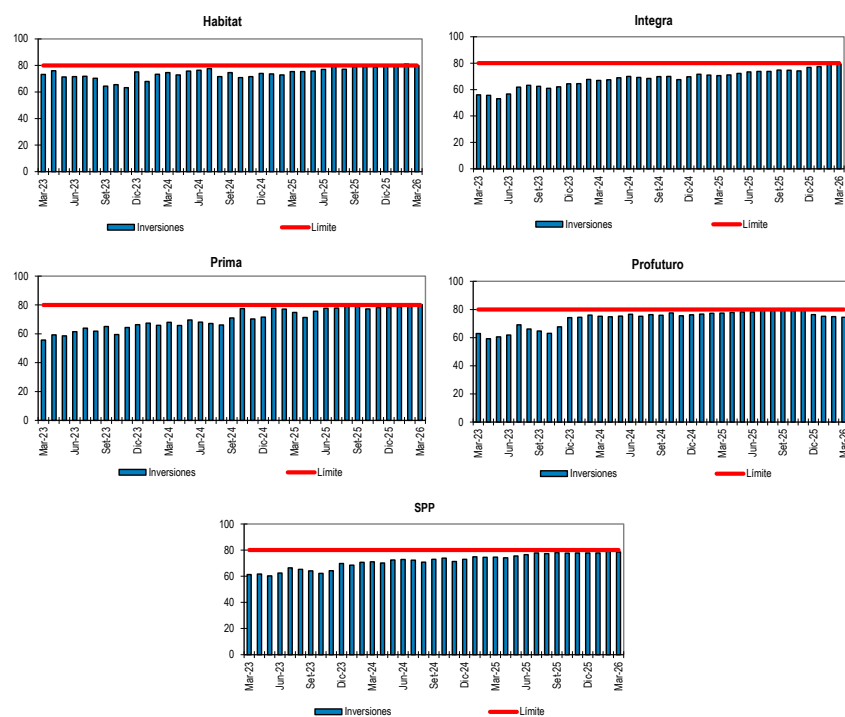 Habitat
100
80
60
40
20
0
Mar-23
Jun-23
Set-23
Dic-23
Mar-24
Jun-24
Set-24
Dic-24
Mar-25
Jun-25
Set-25
Dic-25
Mar-26
Inversiones
Límite
Integra
100
80
60
40
20
0
Mar-23
Jun-23
Set-23
Dic-23
Mar-24
Jun-24
Set-24
Dic-24
Mar-25
Jun-25
Set-25
Dic-25
Mar-26
Inversiones
Límite
Prima
100
80
60
40
20
0
Mar-23
Jun-23
Set-23
Dic-23
Mar-24
Jun-24
Set-24
Dic-24
Mar-25
Jun-25
Set-25
Dic-25
Mar-26
Inversiones
Límite
Profuturo
100
80
60
40
20
0
Mar-23
Jun-23
Set-23
Dic-23
Mar-24
Jun-24
Set-24
Dic-24
Mar-25
Jun-25
Set-25
Dic-25
Mar-26
Inversiones
Límite
SPP
100
80
60
40
20
0
Mar-23
Jun-23
Set-23
Dic-23
Mar-24
Jun-24
Set-24
Dic-24
Mar-25
Jun-25
Set-25
Dic-25
Mar-26
Inversiones
Límite